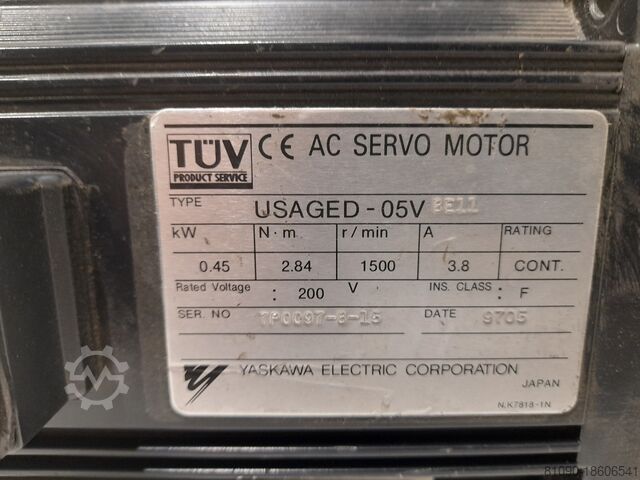 TÜV
PRODUCT SERVICE
CE AC SERVO MOTOR
TYPE USAGED-05V
kW N·m r/min A RATING
0.45 2.84 1500 3.8 CONT.
Rated Voltage : 200 V INS. CLASS : F
SER. NO DATE 9705
YASKAWA ELECTRIC CORPORATION
JAPAN
N.K7818-1N
81090-18606541